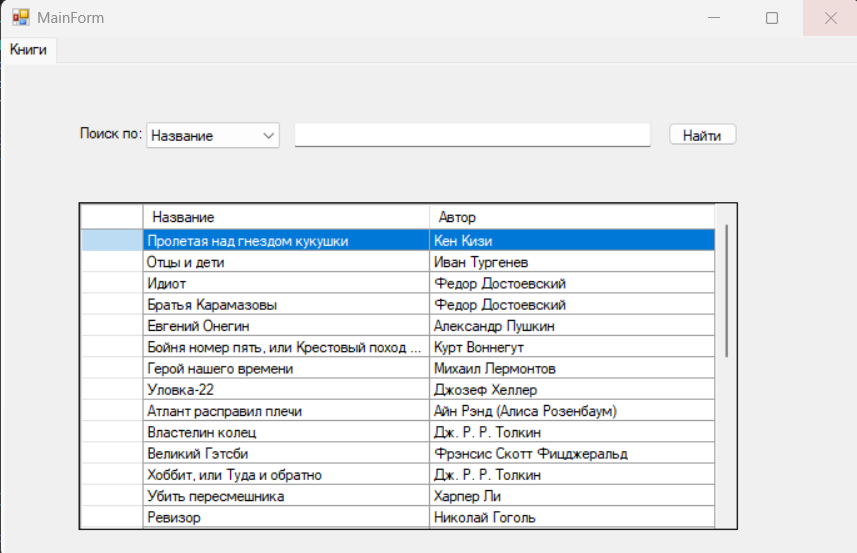 MainForm
Книги
Поиск по: Название Найти
Название Автор
Пролетая над гнездом кукушки Кен Кизи
Отцы и дети Иван Тургенев
Идиот Федор Достоевский
Братья Карамазовы Федор Достоевский
Евгений Онегин Александр Пушкин
Бойня номер пять, или Крестовый поход ... Курт Воннегут
Герой нашего времени Михаил Лермонтов
Уловка-22 Джозеф Хеллер
Атлант расправил плечи Айн Рэнд (Алиса Розенбаум)
Властелин колец Дж. Р. Р. Толкин
Великий Гэтсби Фрэнсис Скотт Фицджеральд
Хоббит, или Туда и обратно Дж. Р. Р. Толкин
Убить пересмешника Харпер Ли
Ревизор Николай Гоголь